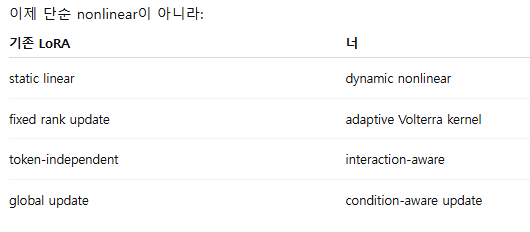 이제 단순 nonlinear이 아니라:
기존 LoRA 너
static linear dynamic nonlinear
fixed rank update adaptive Volterra kernel
token-independent interaction-aware
global update condition-aware update